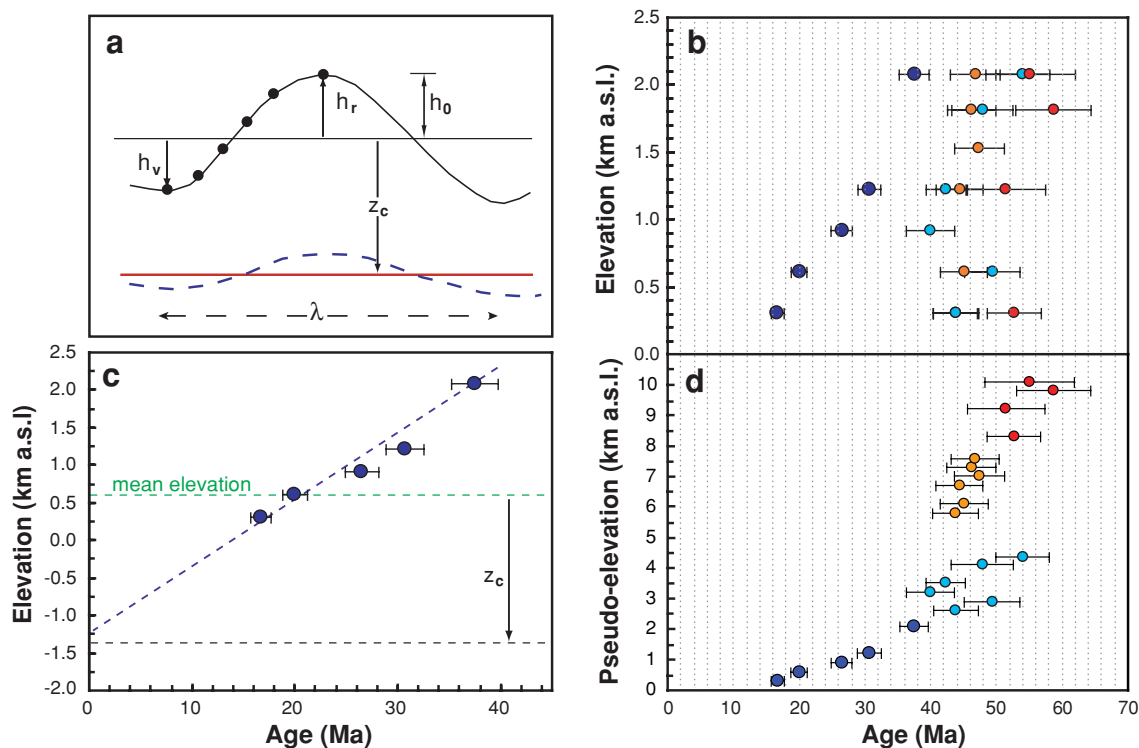 a
h_r
h_0
h_v
z_c
λ
b
2.5
2.0
1.5
1.0
0.5
0.0
Elevation (km a.s.l.)
c
2.5
2.0
1.5
1.0
0.5
0.0
-0.5
-1.0
-1.5
-2.0
Elevation (km a.s.l)
mean elevation
z_c
0
10
20
30
40
Age (Ma)
d
10
9
8
7
6
5
4
3
2
1
0
Pseudo-elevation (km a.s.l.)
10
20
30
40
50
60
70
Age (Ma)